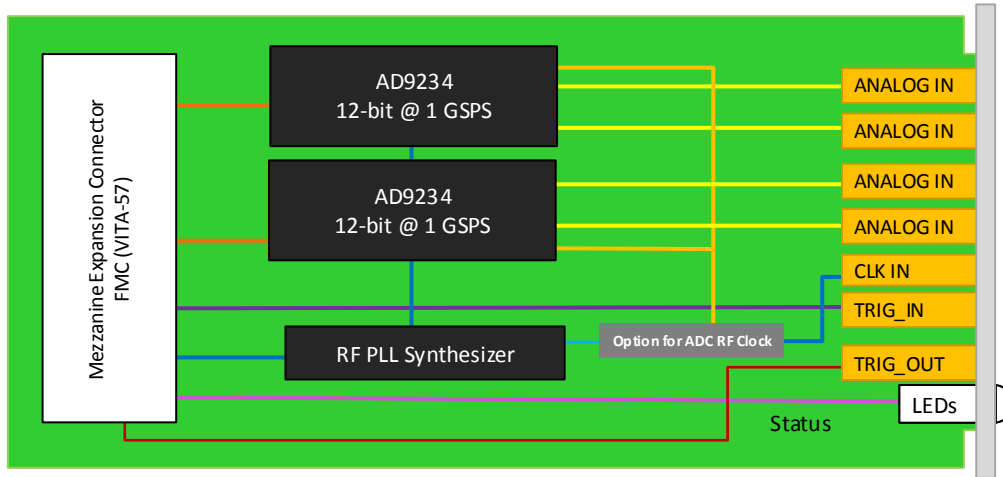 Mezzanine Expansion Connector
FMC (VITA-57)
AD9234
12-bit @ 1 GSPS
AD9234
12-bit @ 1 GSPS
RF PLL Synthesizer
Option for ADC RF Clock
ANALOG IN
ANALOG IN
ANALOG IN
ANALOG IN
CLK IN
TRIG_IN
TRIG_OUT
LEDs
Status